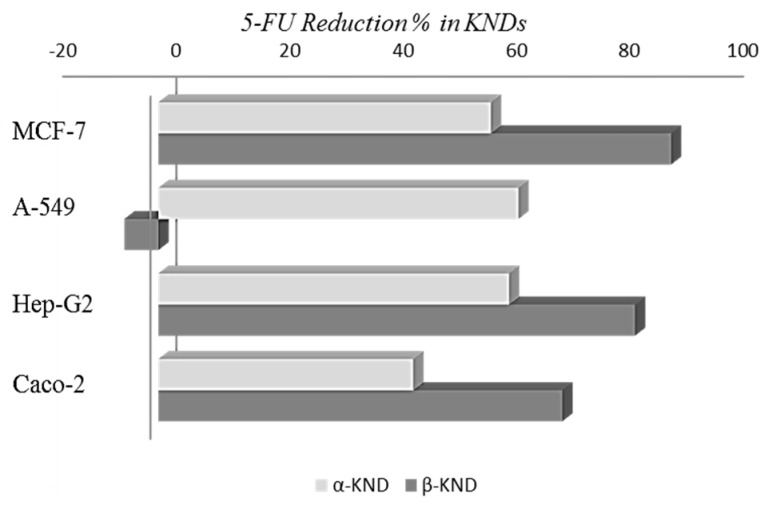 5-FU Reduction % in KNDs
-20 0 20 40 60 80 100
MCF-7
A-549
Hep-G2
Caco-2
α-KND β-KND